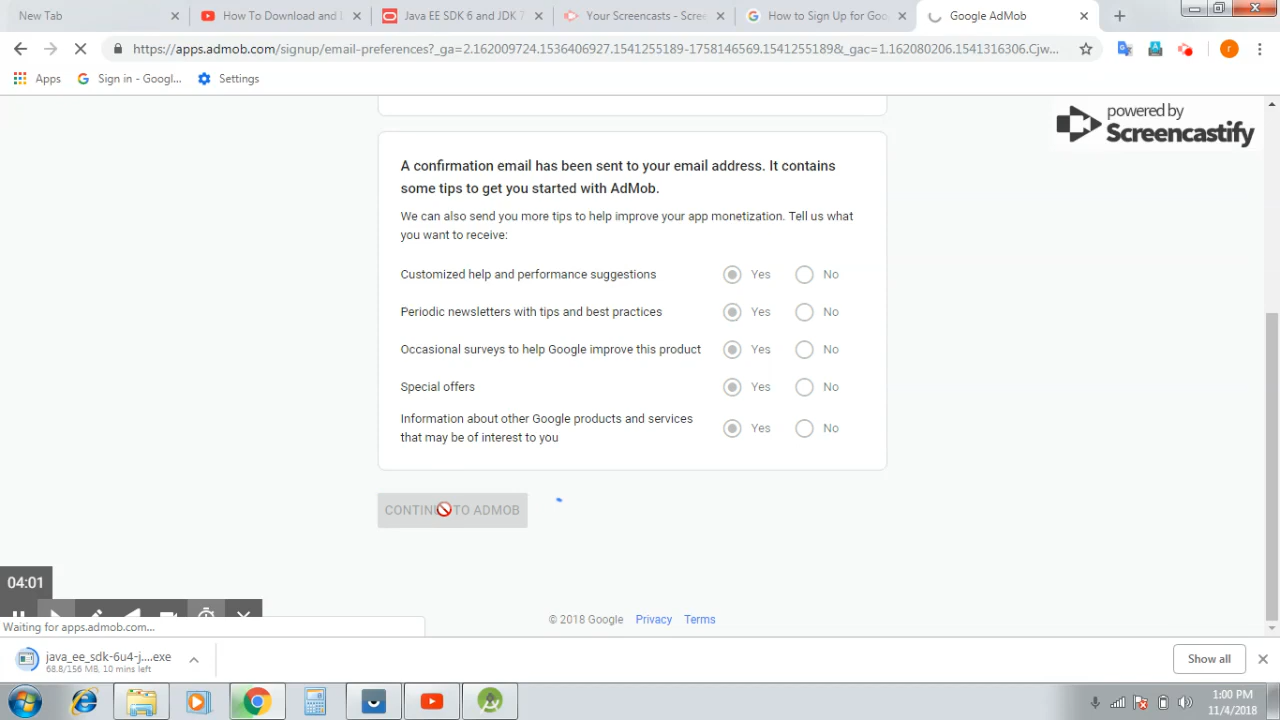 New Tab
How To Download and I
Java EE SDK 6 and JDK 7
Your Screencasts - Scree
How to Sign Up for Goo
Google AdMob
https://apps.admob.com/signup/email-preferences?_ga=2.162009724.1536406927.1541255189-1758146569.1541255189&_gac=1.162080206.1541316306.Cjw...
r
Apps
Sign in - Googl...
Settings
powered by
Screencastify
A confirmation email has been sent to your email address. It contains
some tips to get you started with AdMob.
We can also send you more tips to help improve your app monetization. Tell us what
you want to receive:
Customized help and performance suggestions Yes No
Periodic newsletters with tips and best practices Yes No
Occasional surveys to help Google improve this product Yes No
Special offers Yes No
Information about other Google products and services
that may be of interest to you Yes No
CONTINUE TO ADMOB
04:01
© 2018 Google Privacy Terms
Waiting for apps.admob.com...
java_ee_sdk-6u4-j....exe
68.8/156 MB, 10 mins left
Show all
1:00 PM
11/4/2018